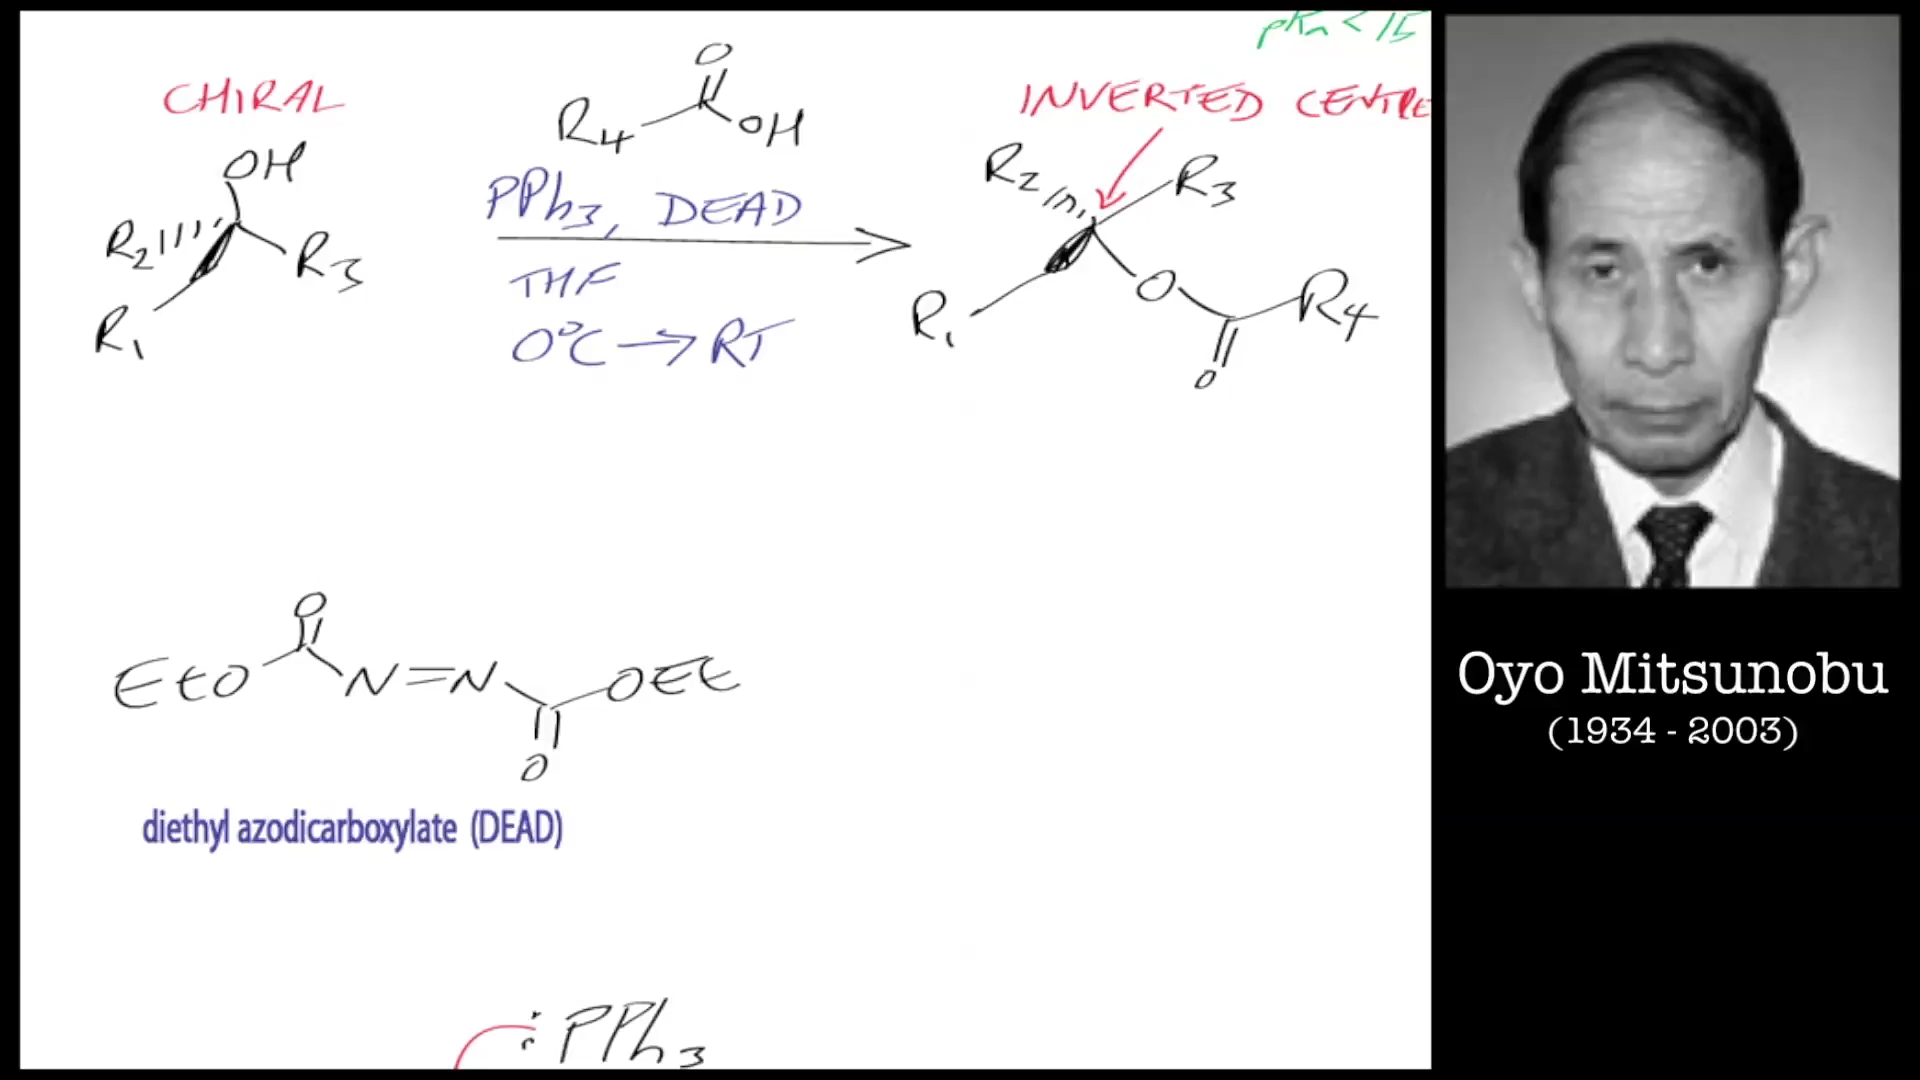 pKa < 15
CHIRAL
INVERTED CENTRE
O
R4 OH
OH
R2 R3
R1
PPh3, DEAD
THF
0°C → RT
R2 R3
R1 O R4
O
O
EtO N=N OEt
O
diethyl azodicarboxylate (DEAD)
:PPh3
Oyo Mitsunobu
(1934 - 2003)